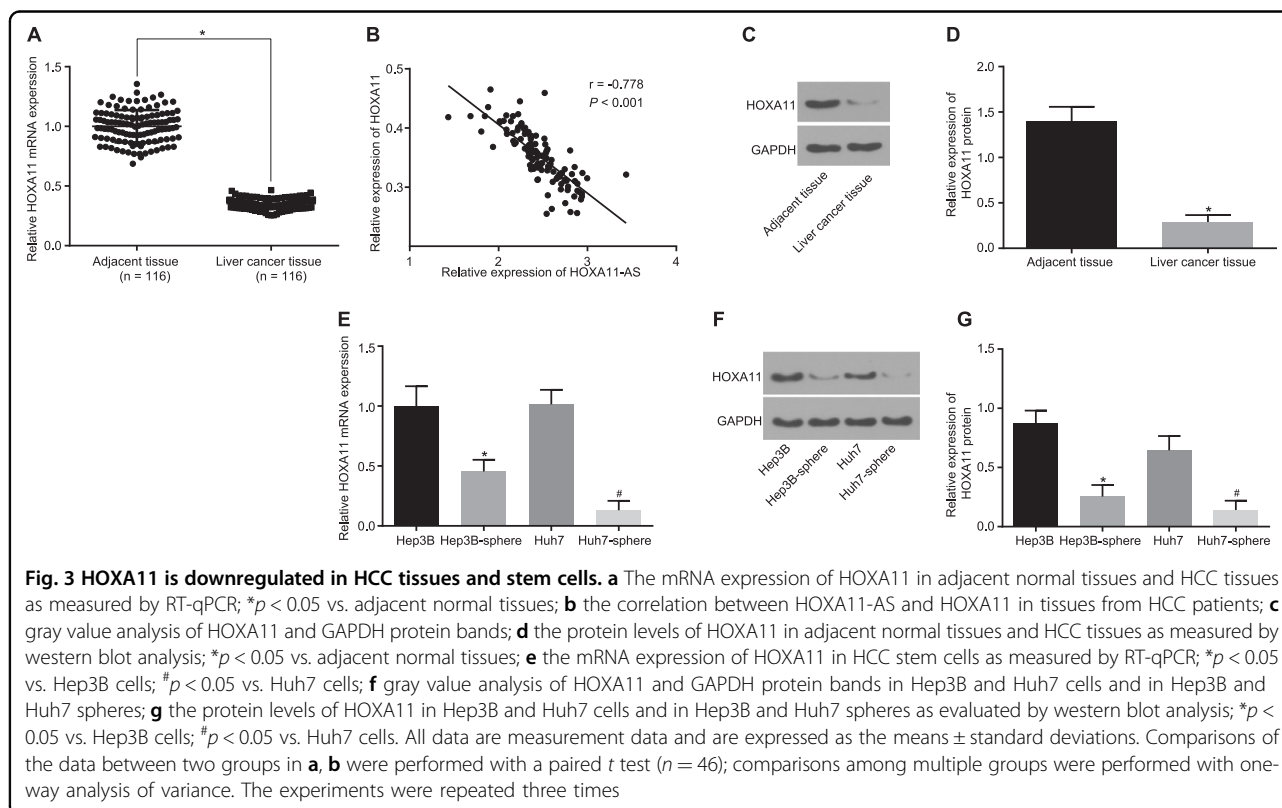 A
*
Relative HOXA11 mRNA experssion
1.5
1.0
0.5
0.0
Adjacent tissue
(n = 116)
Liver cancer tissue
(n = 116)
B
r = -0.778
P < 0.001
Relative expression of HOXA11
0.5
0.4
0.3
1
2
3
4
Relative expression of HOXA11-AS
C
HOXA11
GAPDH
Adjacent tissue
Liver cancer tissue
D
Relative expression of
HOXA11 protein
2.0
1.5
1.0
0.5
0.0
*
Adjacent tissue
Liver cancer tissue
E
Relative HOXA11 mRNA experssion
1.5
1.0
0.5
0.0
*
#
Hep3B
Hep3B-sphere
Huh7
Huh7-sphere
F
HOXA11
GAPDH
Hep3B
Hep3B-sphere
Huh7
Huh7-sphere
G
Relative expression of
HOXA11 protein
1.5
1.0
0.5
0.0
*
#
Hep3B
Hep3B-sphere
Huh7
Huh7-sphere
Fig. 3 HOXA11 is downregulated in HCC tissues and stem cells. a The mRNA expression of HOXA11 in adjacent normal tissues and HCC tissues
as measured by RT-qPCR; *p < 0.05 vs. adjacent normal tissues; b the correlation between HOXA11-AS and HOXA11 in tissues from HCC patients; c
gray value analysis of HOXA11 and GAPDH protein bands; d the protein levels of HOXA11 in adjacent normal tissues and HCC tissues as measured by
western blot analysis; *p < 0.05 vs. adjacent normal tissues; e the mRNA expression of HOXA11 in HCC stem cells as measured by RT-qPCR; *p < 0.05
vs. Hep3B cells; #p < 0.05 vs. Huh7 cells; f gray value analysis of HOXA11 and GAPDH protein bands in Hep3B and Huh7 cells and in Hep3B and
Huh7 spheres; g the protein levels of HOXA11 in Hep3B and Huh7 cells and in Hep3B and Huh7 spheres as evaluated by western blot analysis; *p <
0.05 vs. Hep3B cells; #p < 0.05 vs. Huh7 cells. All data are measurement data and are expressed as the means ± standard deviations. Comparisons of
the data between two groups in a, b were performed with a paired t test (n = 46); comparisons among multiple groups were performed with one-
way analysis of variance. The experiments were repeated three times